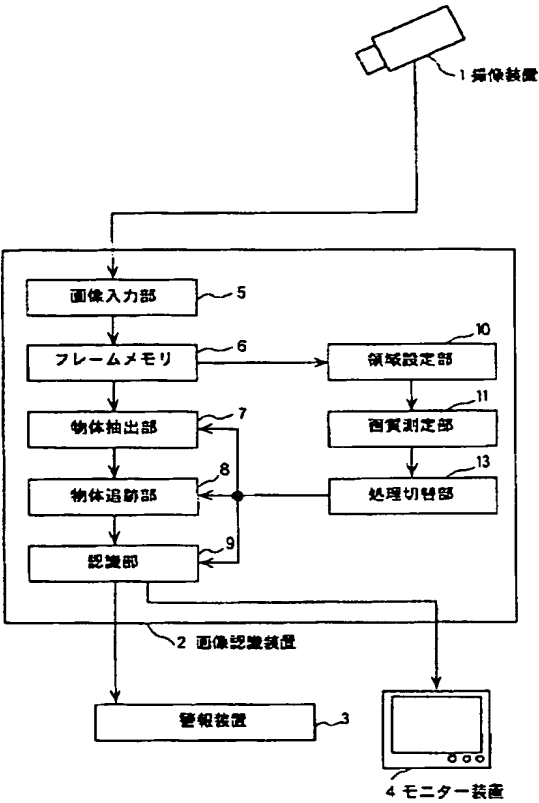 1 撮像装置
画像入力部 5
フレームメモリ 6
領域設定部 10
物体抽出部 7
画質測定部 11
物体追跡部 8
処理切替部 13
認識部 9
2 画像認識装置
警報装置 3
4 モニター装置